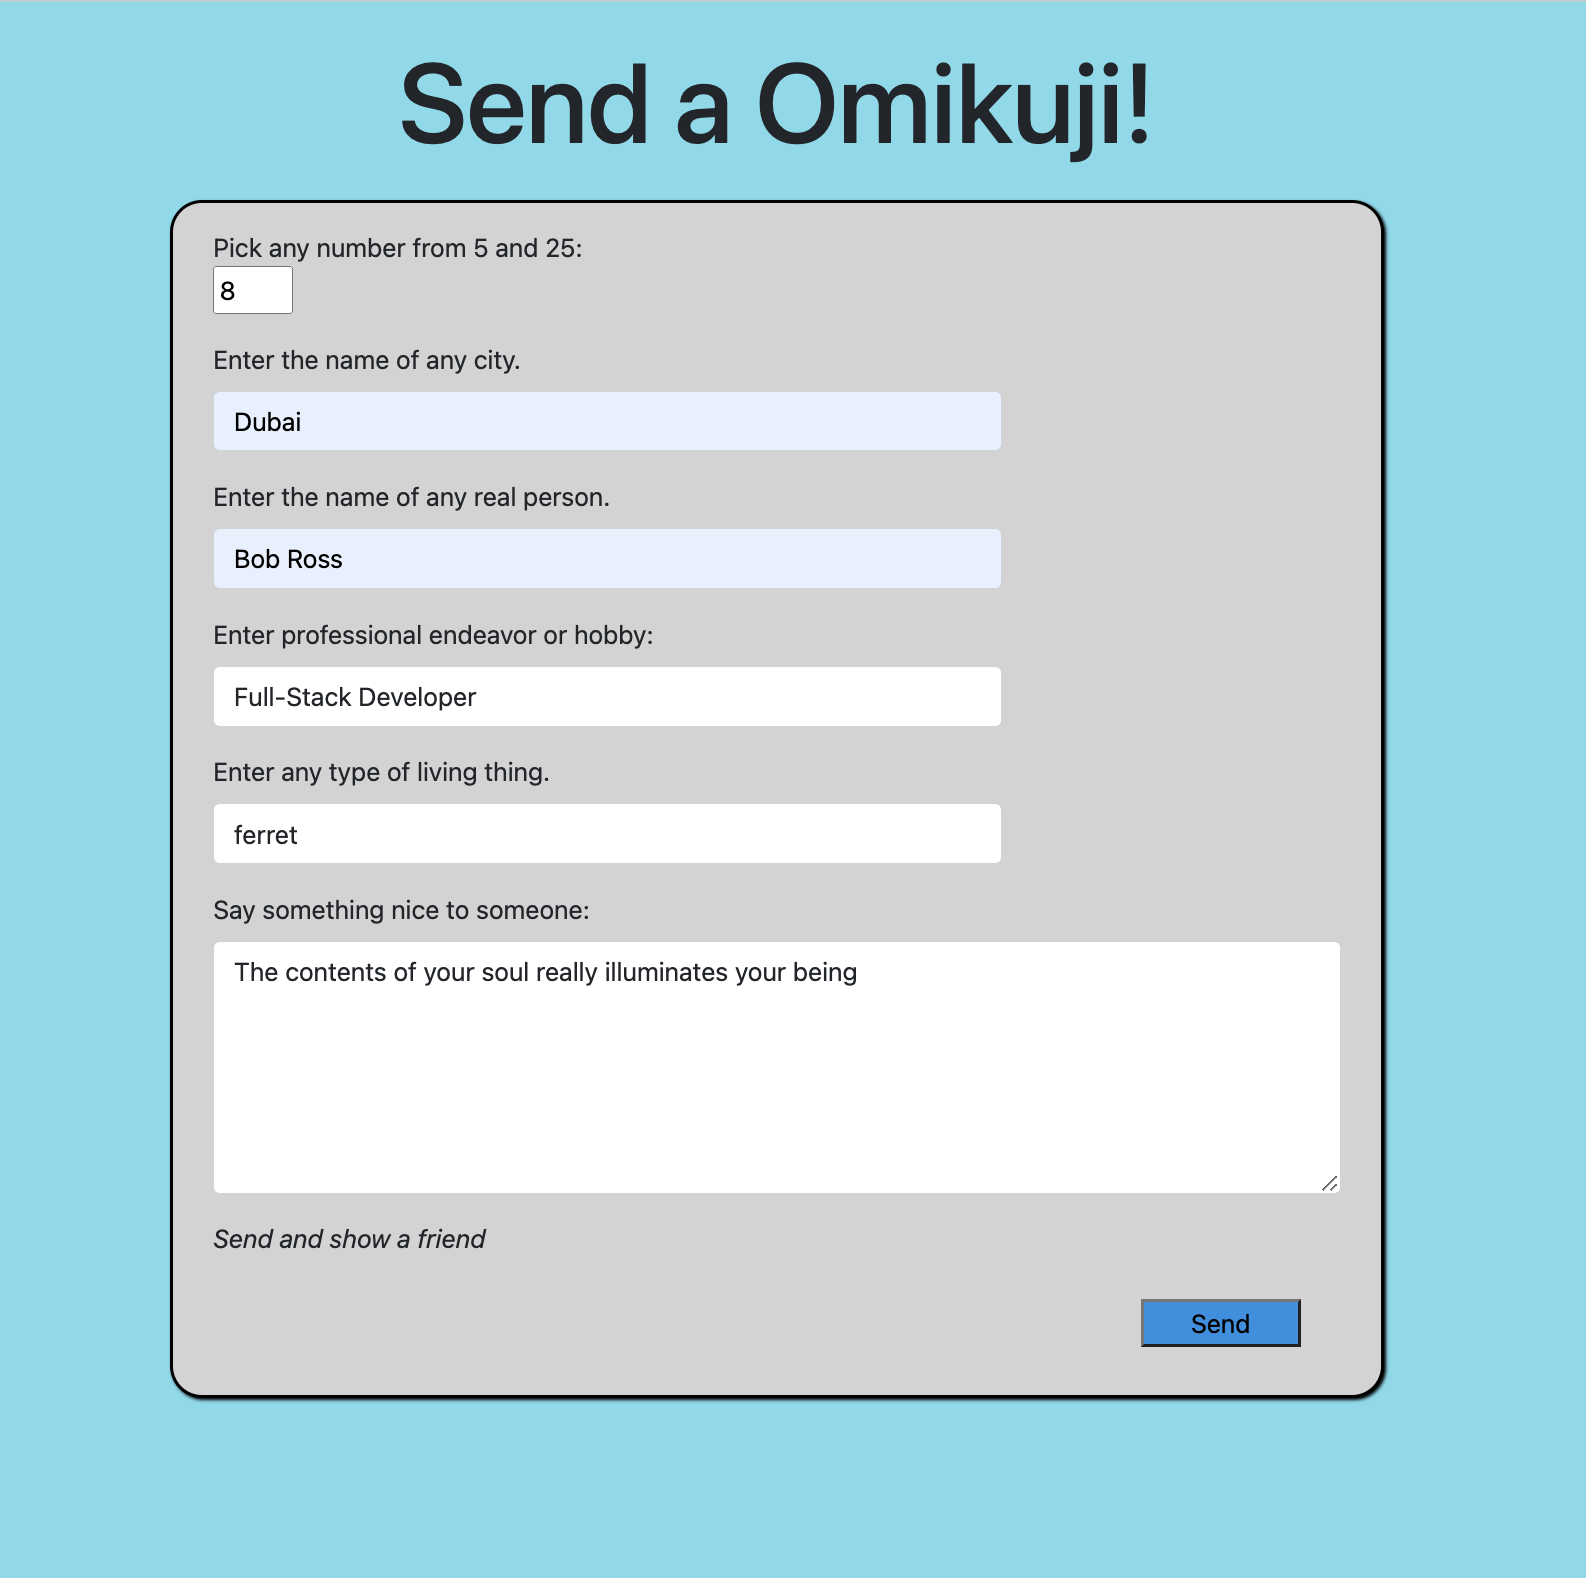 Send a Omikuji!
Pick any number from 5 and 25:
8
Enter the name of any city.
Dubai
Enter the name of any real person.
Bob Ross
Enter professional endeavor or hobby:
Full-Stack Developer
Enter any type of living thing.
ferret
Say something nice to someone:
The contents of your soul really illuminates your being
Send and show a friend
Send